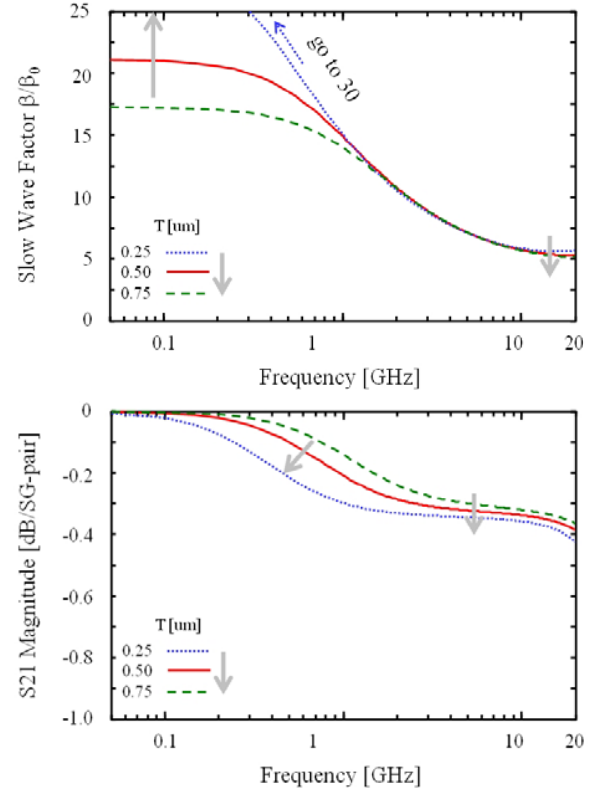 25
20
15
10
5
0
Slow Wave Factor β/β0
go to 30
T [um]
0.25
0.50
0.75
0.1 1 10 20
Frequency [GHz]
0
-0.2
-0.4
-0.6
-0.8
-1.0
S21 Magnitude [dB/SG-pair]
T [um]
0.25
0.50
0.75
0.1 1 10 20
Frequency [GHz]